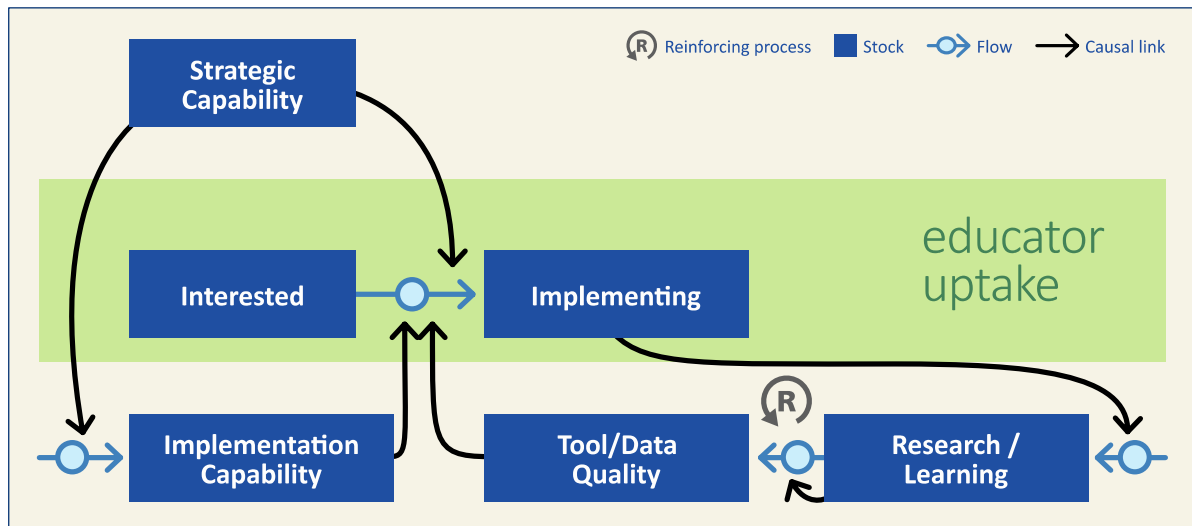 R Reinforcing process Stock Flow Causal link
Strategic
Capability
educator
uptake
Interested
Implementing
R
Implementation
Capability
Tool/Data
Quality
Research /
Learning